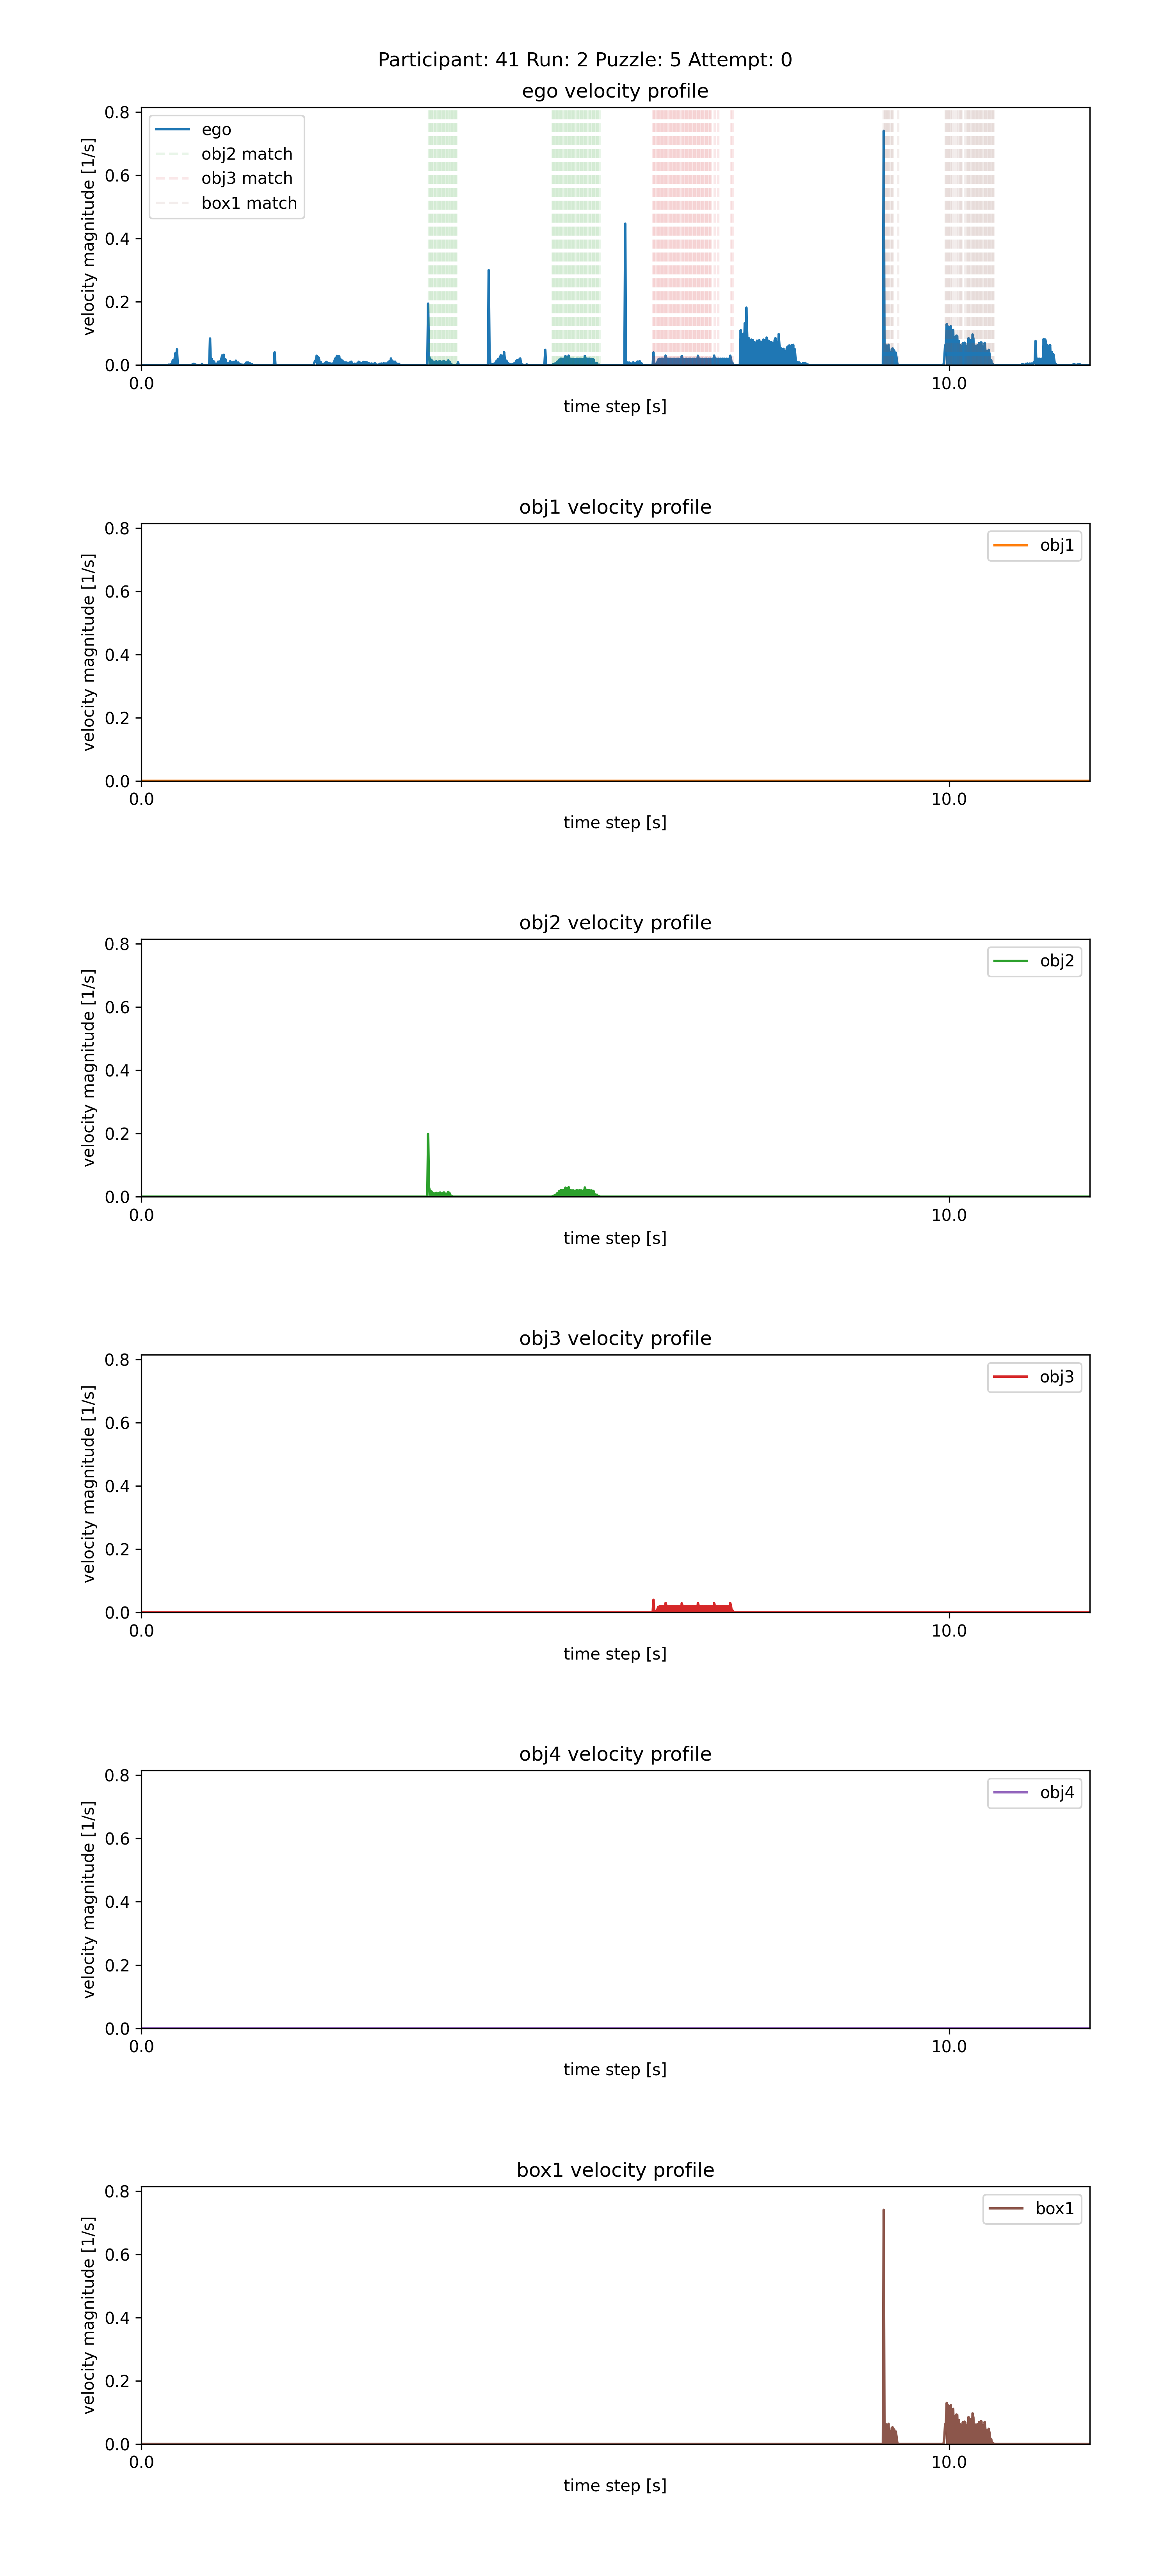 Participant: 41 Run: 2 Puzzle: 5 Attempt: 0
ego velocity profile
0.8
0.6
0.4
0.2
0.0
velocity magnitude [1/s]
ego
obj2 match
obj3 match
box1 match
0.0
10.0
time step [s]
obj1 velocity profile
0.8
0.6
0.4
0.2
0.0
velocity magnitude [1/s]
obj1
0.0
10.0
time step [s]
obj2 velocity profile
0.8
0.6
0.4
0.2
0.0
velocity magnitude [1/s]
obj2
0.0
10.0
time step [s]
obj3 velocity profile
0.8
0.6
0.4
0.2
0.0
velocity magnitude [1/s]
obj3
0.0
10.0
time step [s]
obj4 velocity profile
0.8
0.6
0.4
0.2
0.0
velocity magnitude [1/s]
obj4
0.0
10.0
time step [s]
box1 velocity profile
0.8
0.6
0.4
0.2
0.0
velocity magnitude [1/s]
box1
0.0
10.0
time step [s]